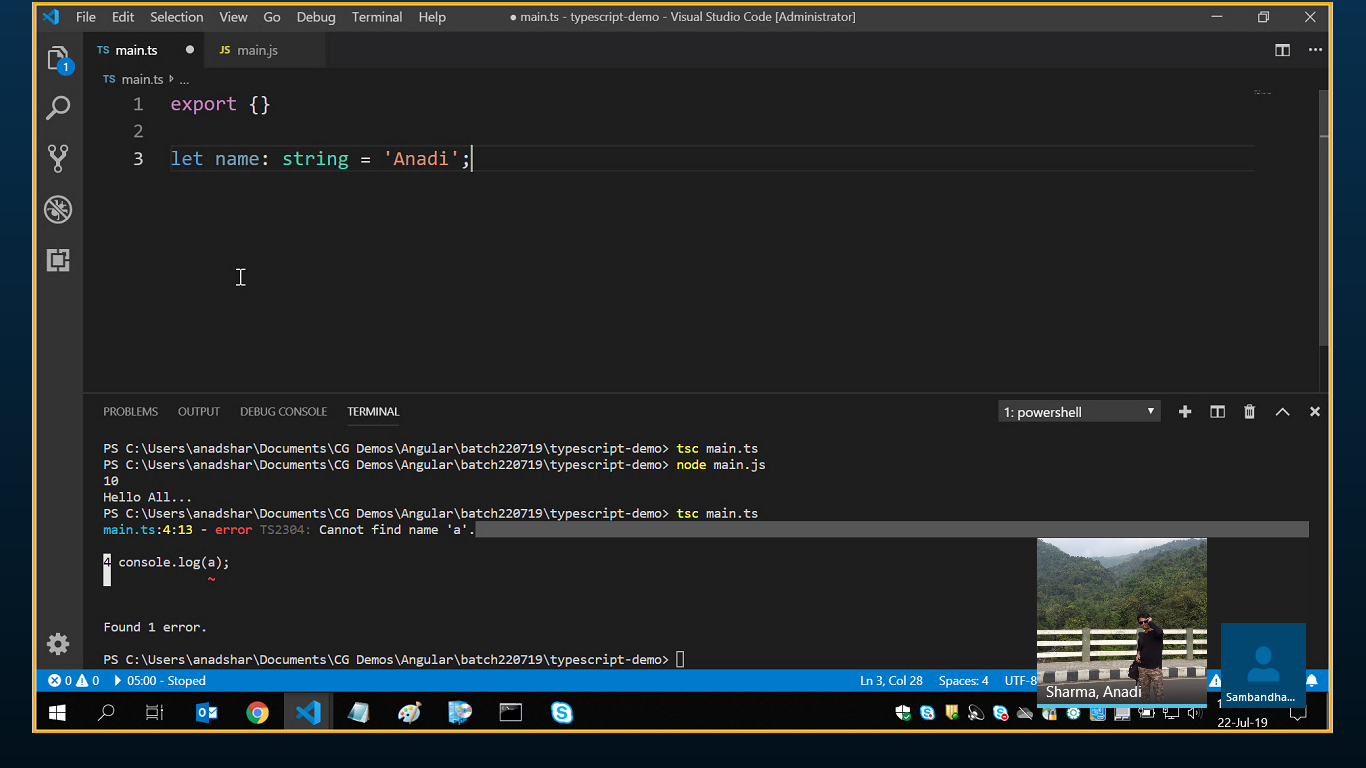 File Edit Selection View Go Debug Terminal Help
● main.ts - typescript-demo - Visual Studio Code [Administrator]
TS main.ts ●
JS main.js
TS main.ts ...
1
1 export {}
2
3 let name: string = 'Anadi';
PROBLEMS OUTPUT DEBUG CONSOLE TERMINAL
1: powershell
PS C:\Users\anadshar\Documents\CG Demos\Angular\batch220719\typescript-demo> tsc main.ts
PS C:\Users\anadshar\Documents\CG Demos\Angular\batch220719\typescript-demo> node main.js
10
Hello All...
PS C:\Users\anadshar\Documents\CG Demos\Angular\batch220719\typescript-demo> tsc main.ts
main.ts:4:13 - error TS2304: Cannot find name 'a'.
4 console.log(a);
~
Found 1 error.
PS C:\Users\anadshar\Documents\CG Demos\Angular\batch220719\typescript-demo>
0 0 05:00 - Stoped
Ln 3, Col 28 Spaces: 4 UTF-8
Sharma, Anadi
Sambandha...
22-Jul-19